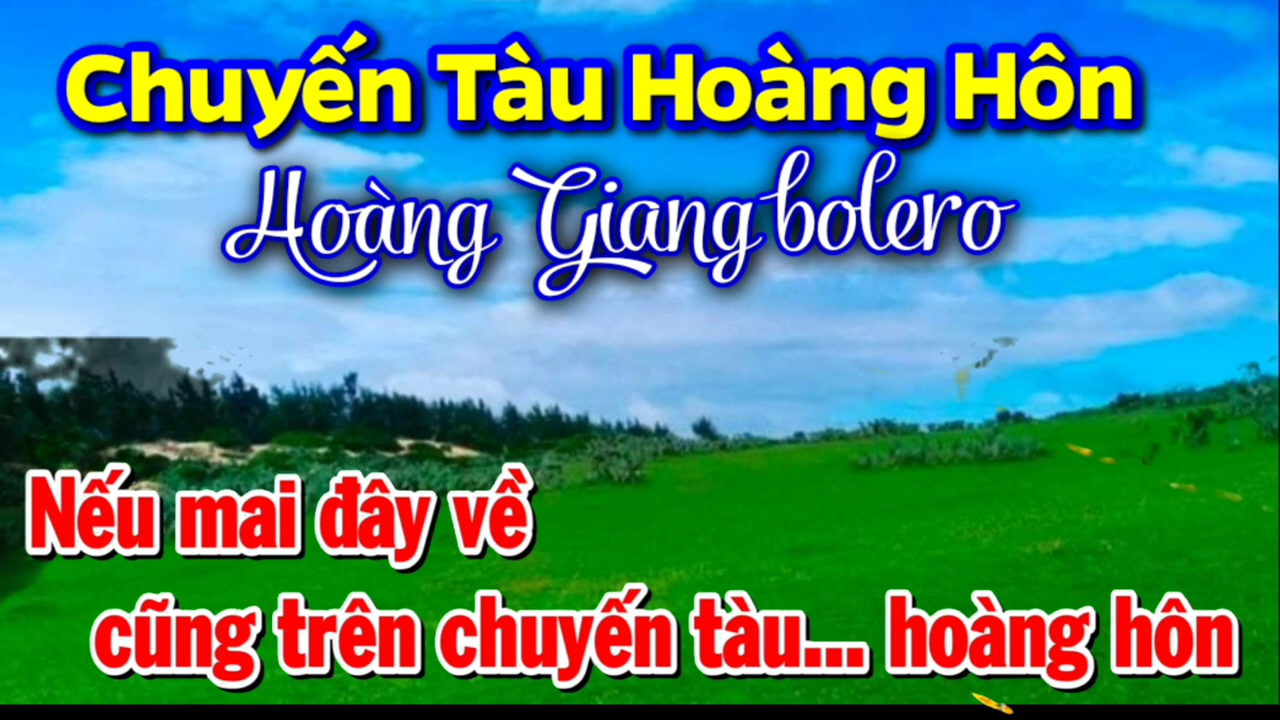 Chuyến Tàu Hoàng Hôn
Hoàng Giang bolero
Nếu mai đây về
cũng trên chuyến tàu... hoàng hôn